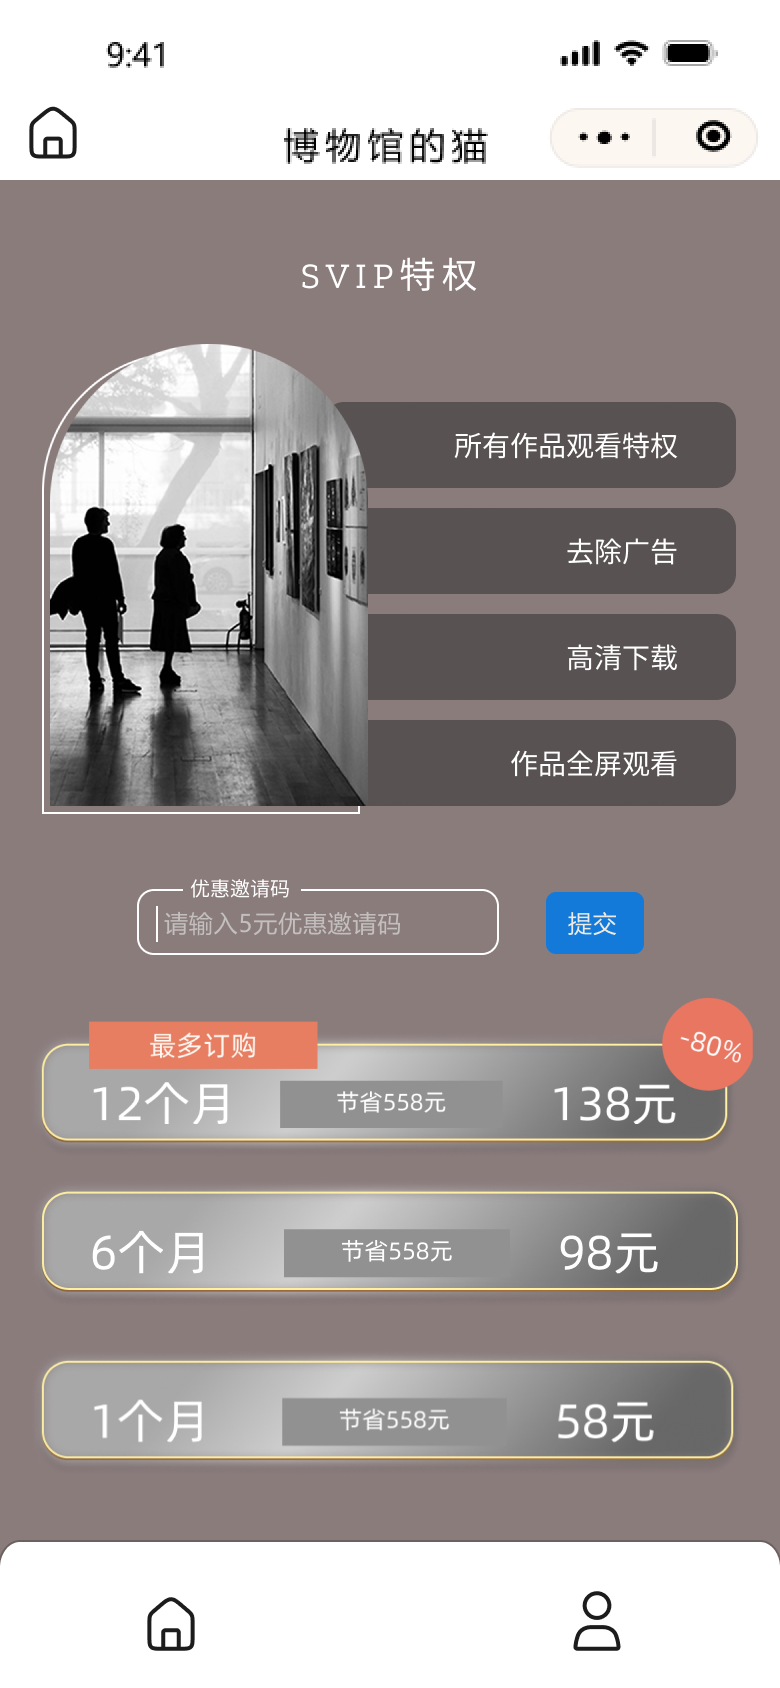 9:41
博物馆的猫
SVIP特权
所有作品观看特权
去除广告
高清下载
作品全屏观看
优惠邀请码
请输入5元优惠邀请码
提交
最多订购
-80%
12个月
节省558元
138元
6个月
节省558元
98元
1个月
节省558元
58元